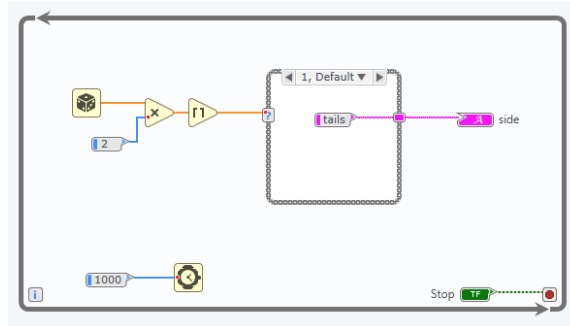 1, Default
?
×
2
tails
A
side
1000
i
Stop
TF